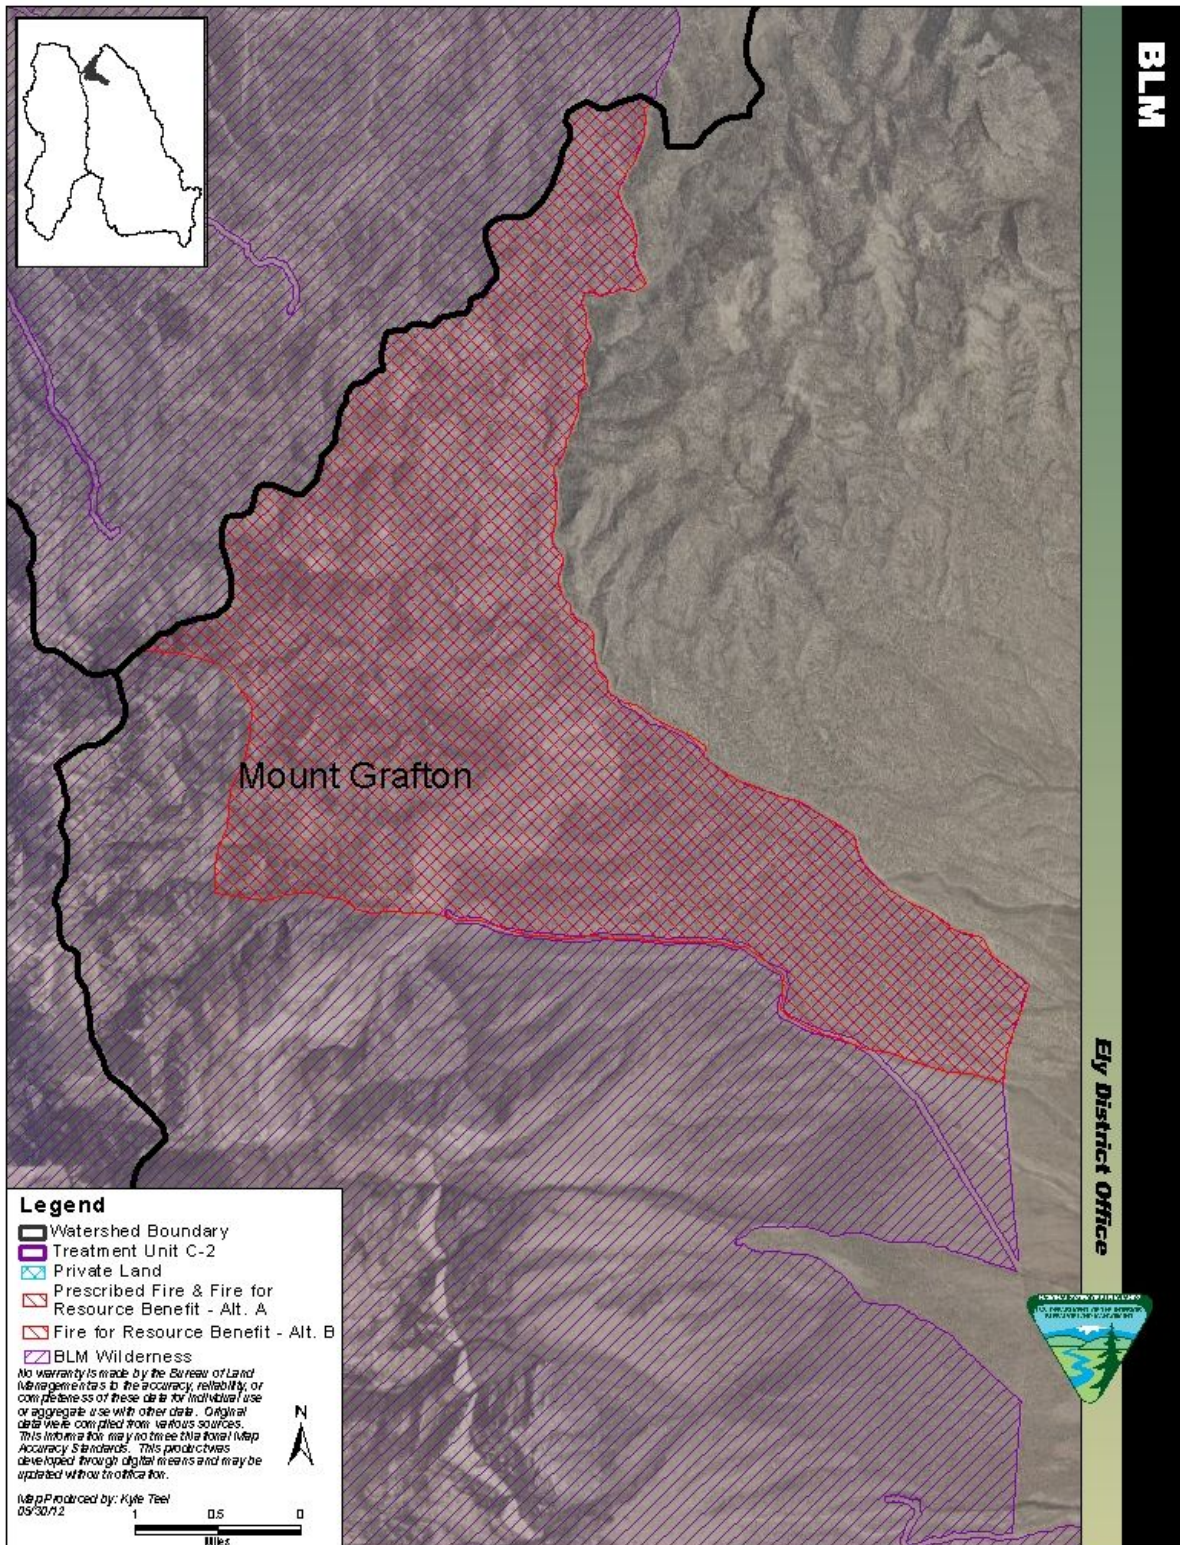 BLM
Mount Grafton
Ely District Office
Legend
Watershed Boundary
Treatment Unit C-2
Private Land
Prescribed Fire & Fire for
Resource Benefit - Alt. A
Fire for Resource Benefit - Alt. B
BLM Wilderness
No warranty is made by the Bureau of Land
Management as to the accuracy, reliability, or
completeness of these data for individual use
or aggregate use with other data. Original
data were compiled from various sources.
This information may not meet National Map
Accuracy Standards. This product was
developed through digital means and may be
updated without notification.
N
Map Produced by: Kyle Teel
05/30/12
1 0.5 0
Miles